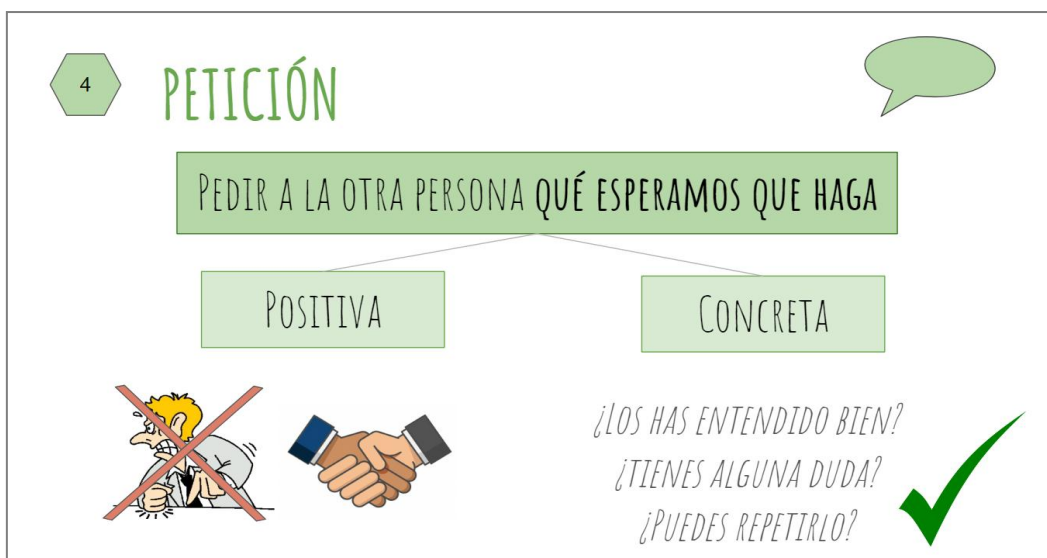 4
PETICIÓN
PEDIR A LA OTRA PERSONA QUÉ ESPERAMOS QUE HAGA
POSITIVA
CONCRETA
¿LOS HAS ENTENDIDO BIEN?
¿TIENES ALGUNA DUDA?
¿PUEDES REPETIRLO?